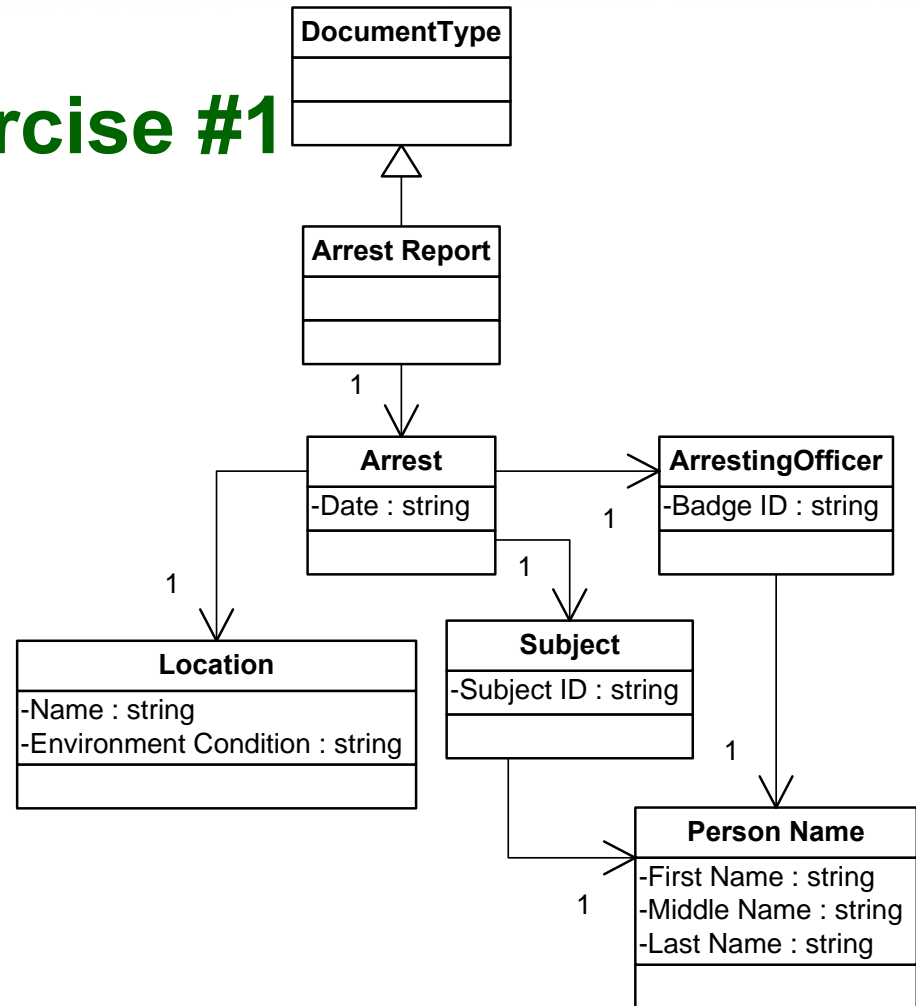 DocumentType
rcise #1
Arrest Report
1
Arrest
-Date : string
ArrestingOfficer
-Badge ID : string
1
1
1
Location
-Name : string
-Environment Condition : string
Subject
-Subject ID : string
1
1
Person Name
-First Name : string
-Middle Name : string
-Last Name : string